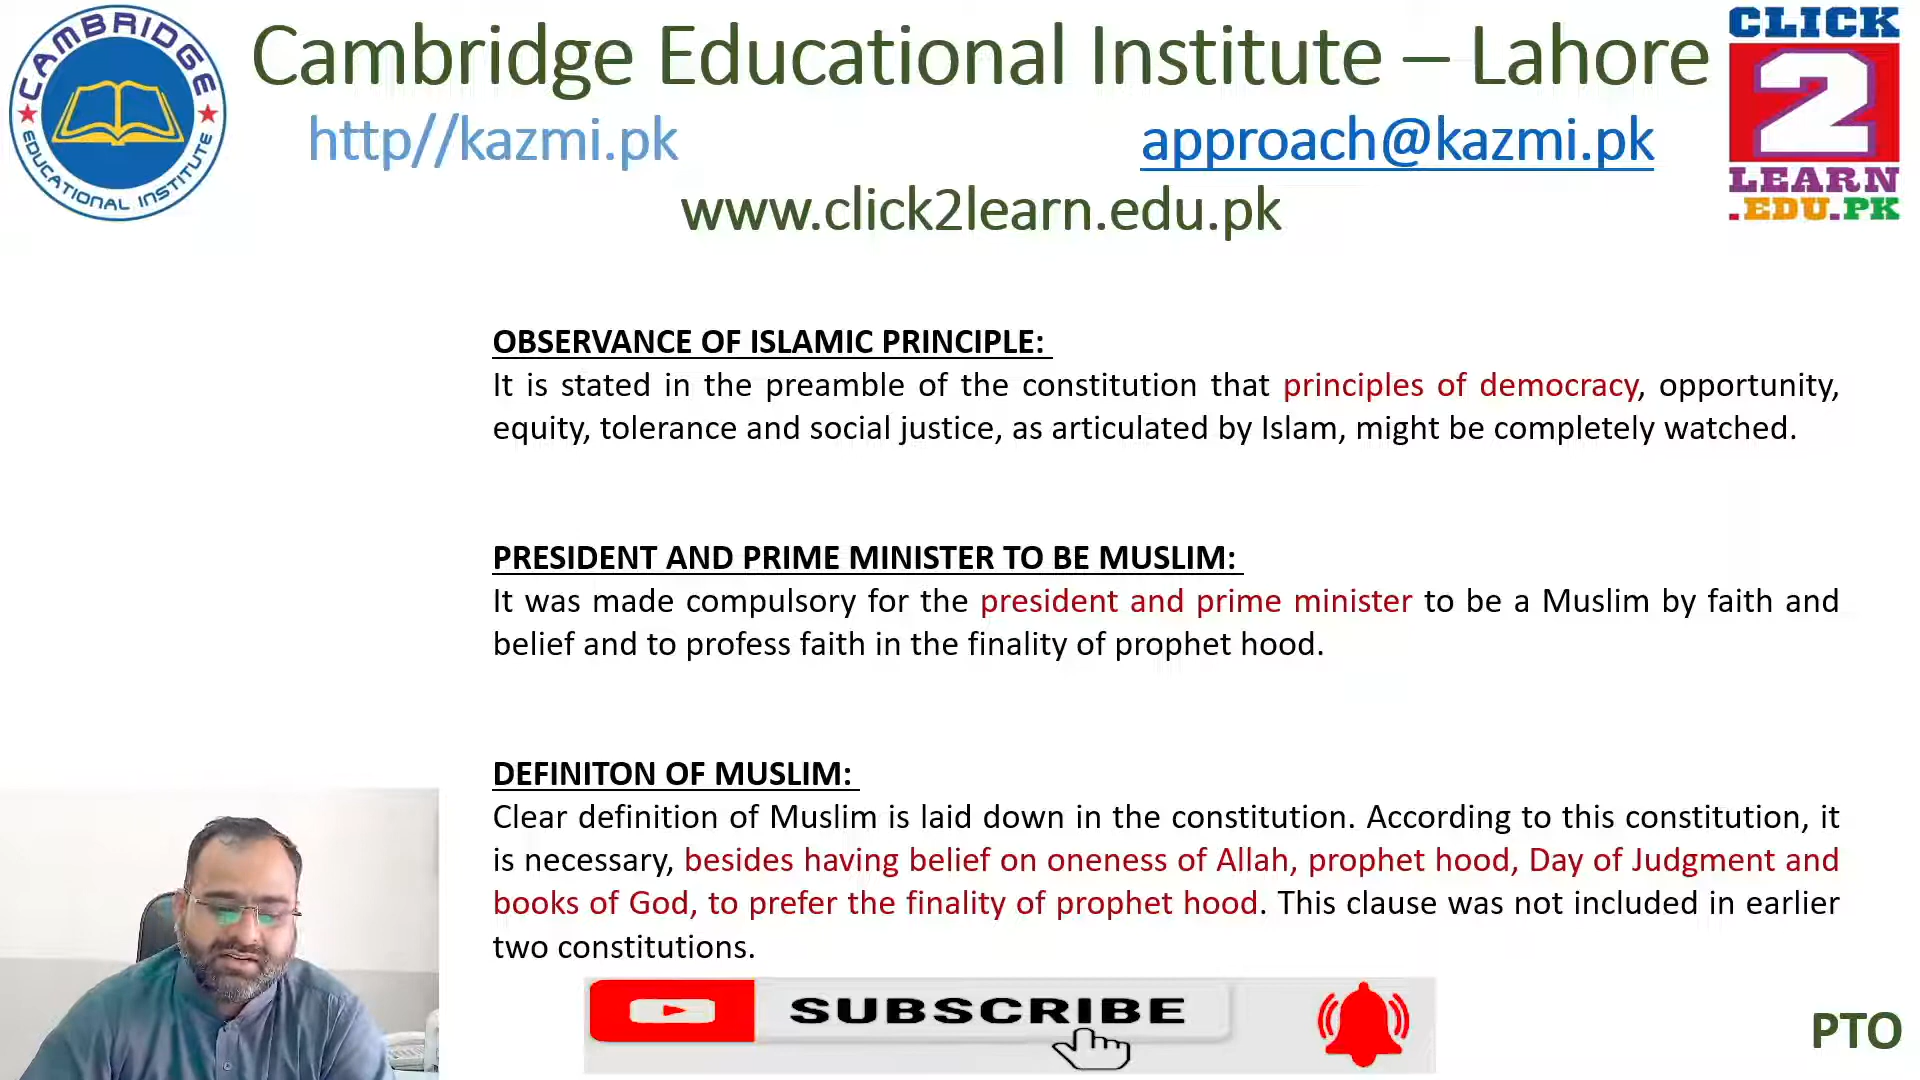 CAMBRIDGE
EDUCATIONAL INSTITUTE
Cambridge Educational Institute – Lahore
http//kazmi.pk
approach@kazmi.pk
www.click2learn.edu.pk
CLICK
2
LEARN
.EDU.PK
OBSERVANCE OF ISLAMIC PRINCIPLE:
It is stated in the preamble of the constitution that principles of democracy, opportunity,
equity, tolerance and social justice, as articulated by Islam, might be completely watched.
PRESIDENT AND PRIME MINISTER TO BE MUSLIM:
It was made compulsory for the president and prime minister to be a Muslim by faith and
belief and to profess faith in the finality of prophet hood.
DEFINITON OF MUSLIM:
Clear definition of Muslim is laid down in the constitution. According to this constitution, it
is necessary, besides having belief on oneness of Allah, prophet hood, Day of Judgment and
books of God, to prefer the finality of prophet hood. This clause was not included in earlier
two constitutions.
SUBSCRIBE
PTO